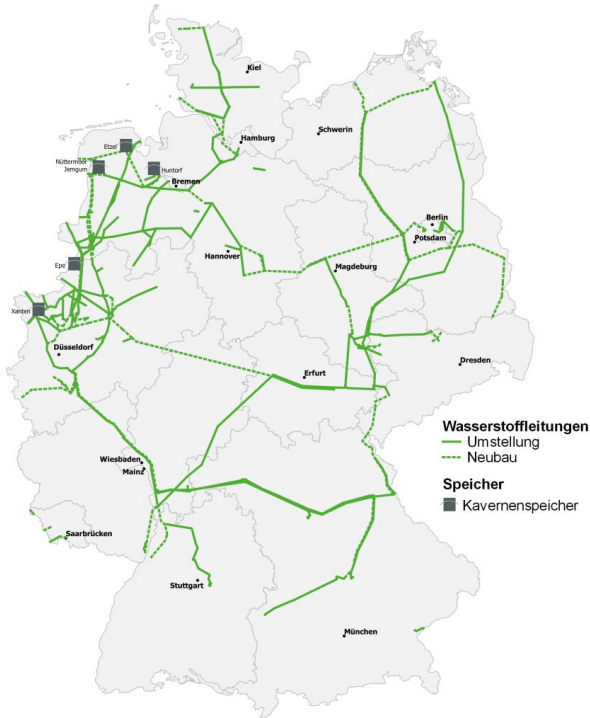 Kiel
Schwerin
Hamburg
Etzel
Nüttermoor
Jemgum
Huntorf
Bremen
Berlin
Potsdam
Hannover
Magdeburg
Epe
Xanten
Düsseldorf
Erfurt
Dresden
Wasserstoffleitungen
Umstellung
Neubau
Speicher
Kavernenspeicher
Wiesbaden
Mainz
Saarbrücken
Stuttgart
München